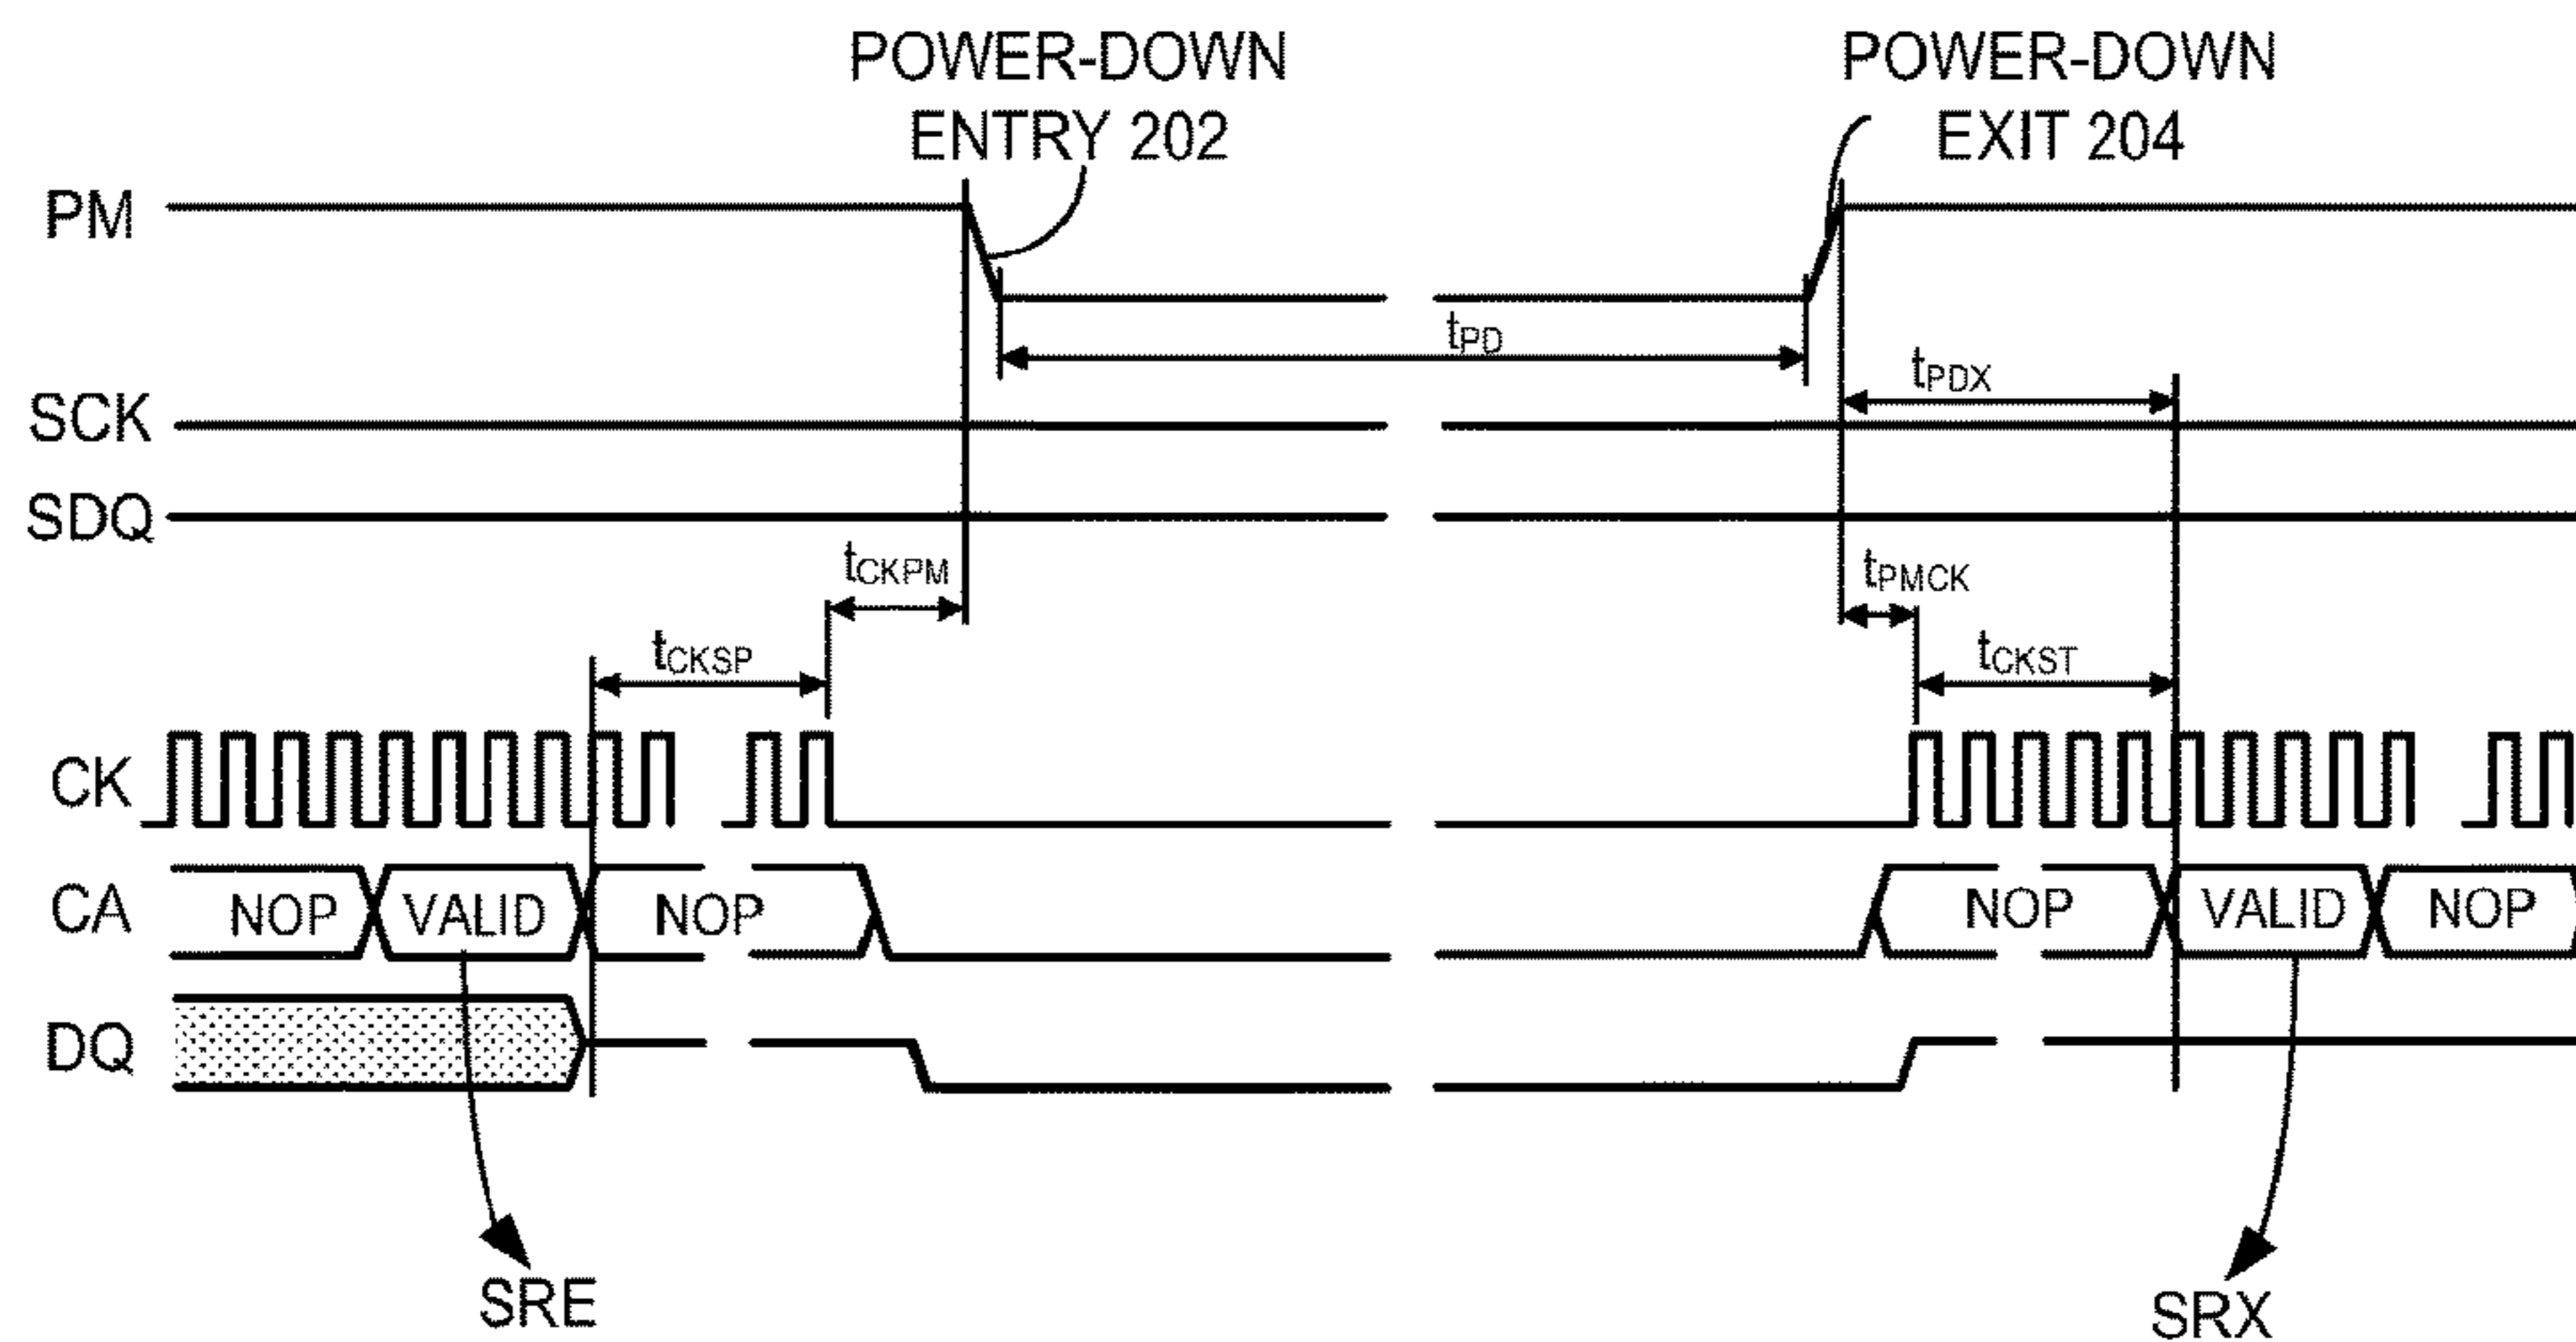 POWER-DOWN
ENTRY 202
POWER-DOWN
EXIT 204
PM
tPD
tPDX
SCK
SDQ
tCKPM
tPMCK
tCKSP
tCKST
CK
CA
NOP
VALID
NOP
NOP
VALID
NOP
DQ
SRE
SRX